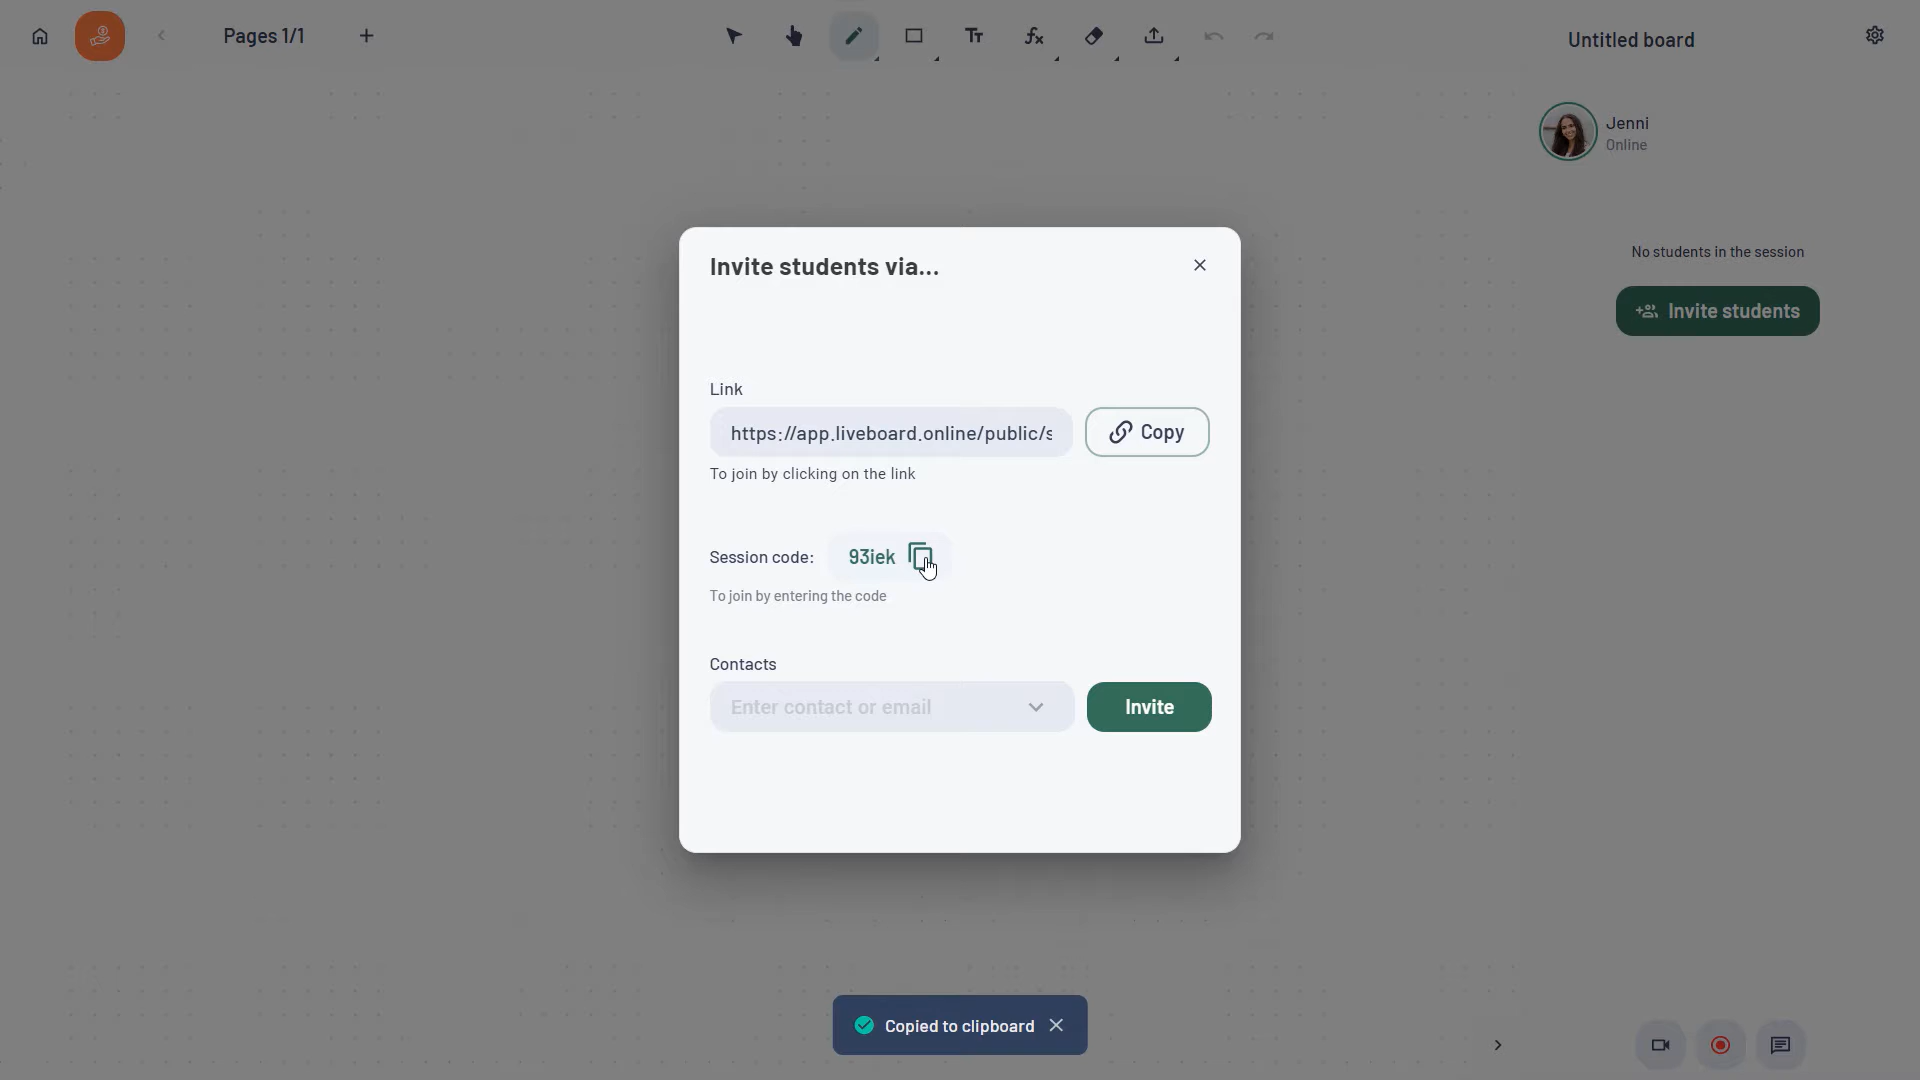 Pages 1/1
Tt
fx
Untitled board
Jenni
Online
No students in the session
Invite students
Invite students via...
Link
https://app.liveboard.online/public/s
Copy
To join by clicking on the link
Session code: 93iek
To join by entering the code
Contacts
Enter contact or email
Invite
Copied to clipboard